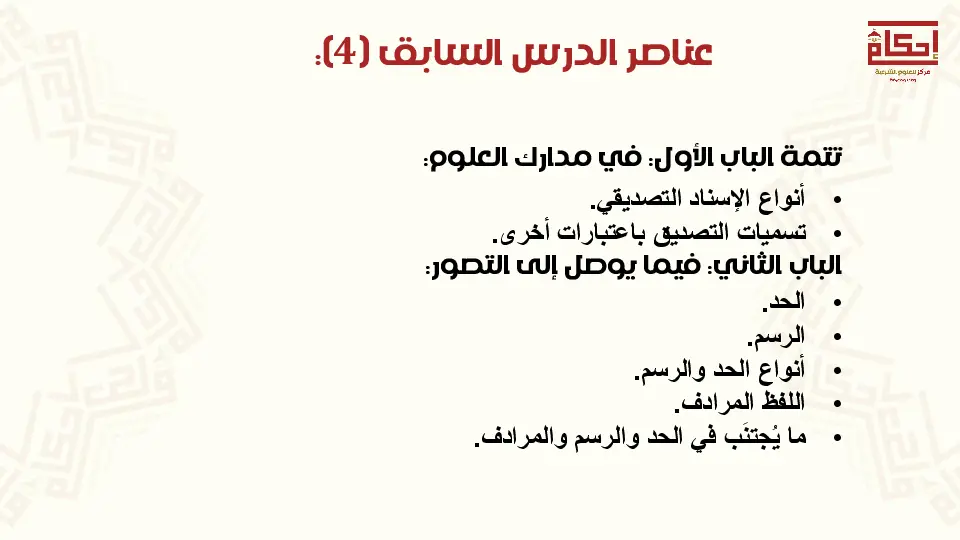 إحكام
مركز للعلوم الشرعية
عناصر الدرس السابق (4):
تتمة الباب الأول: في مدارك العلوم:
• أنواع الإسناد التصديقي.
• تسميات التصديق باعتبارات أخرى.
الباب الثاني: فيما يوصل إلى التصور:
• الحد.
• الرسم.
• أنواع الحد والرسم.
• اللفظ المرادف.
• ما يُجتنَب في الحد والرسم والمرادف.